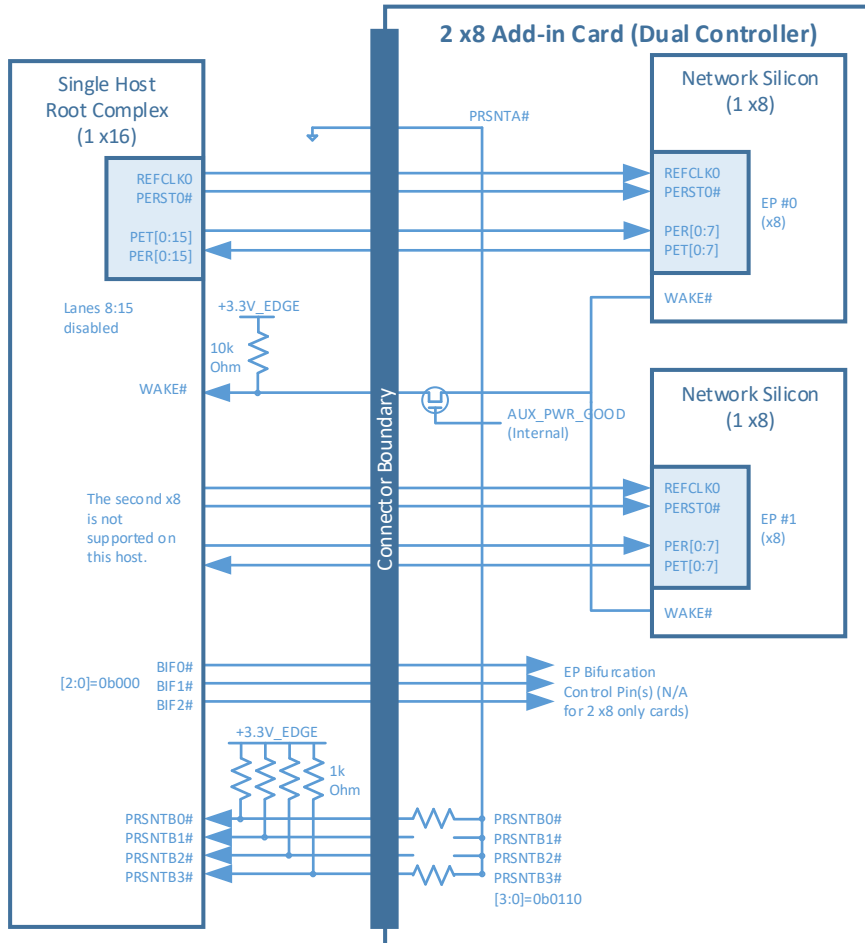 2 x8 Add-in Card (Dual Controller)
Single Host
Root Complex
(1 x16)
REFCLK0
PERST0#
PET[0:15]
PER[0:15]
Lanes 8:15
disabled
+3.3V_EDGE
10k
Ohm
WAKE#
The second x8
is not
supported on
this host.
BIF0#
[2:0]=0b000
BIF1#
BIF2#
+3.3V_EDGE
1k
Ohm
PRSNTB0#
PRSNTB1#
PRSNTB2#
PRSNTB3#
Connector Boundary
PRSNTA#
Network Silicon
(1 x8)
REFCLK0
PERST0#
PER[0:7]
PET[0:7]
EP #0
(x8)
WAKE#
AUX_PWR_GOOD
(Internal)
Network Silicon
(1 x8)
REFCLK0
PERST0#
PER[0:7]
PET[0:7]
EP #1
(x8)
WAKE#
EP Bifurcation
Control Pin(s) (N/A
for 2 x8 only cards)
PRSNTB0#
PRSNTB1#
PRSNTB2#
PRSNTB3#
[3:0]=0b0110